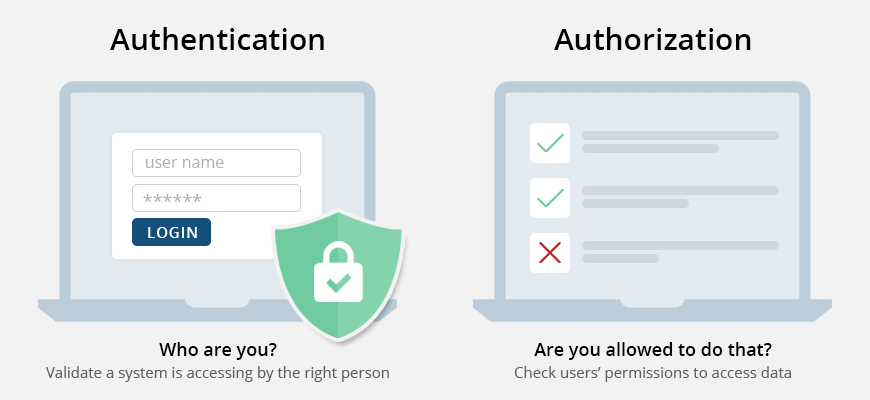 Authentication
user name
******
LOGIN
Who are you?
Validate a system is accessing by the right person
Authorization
Are you allowed to do that?
Check users’ permissions to access data